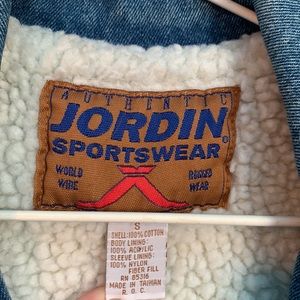 AUTHENTIC
JORDIN®
SPORTSWEAR
WORLD WIDE
RUGGED WEAR
S
SHELL:100% COTTON
BODY LINING:
100% ACRYLIC
SLEEVE LINING:
100% NYLON
FIBER FILL
RN 85316
MADE IN TAIWAN
R. O. C.